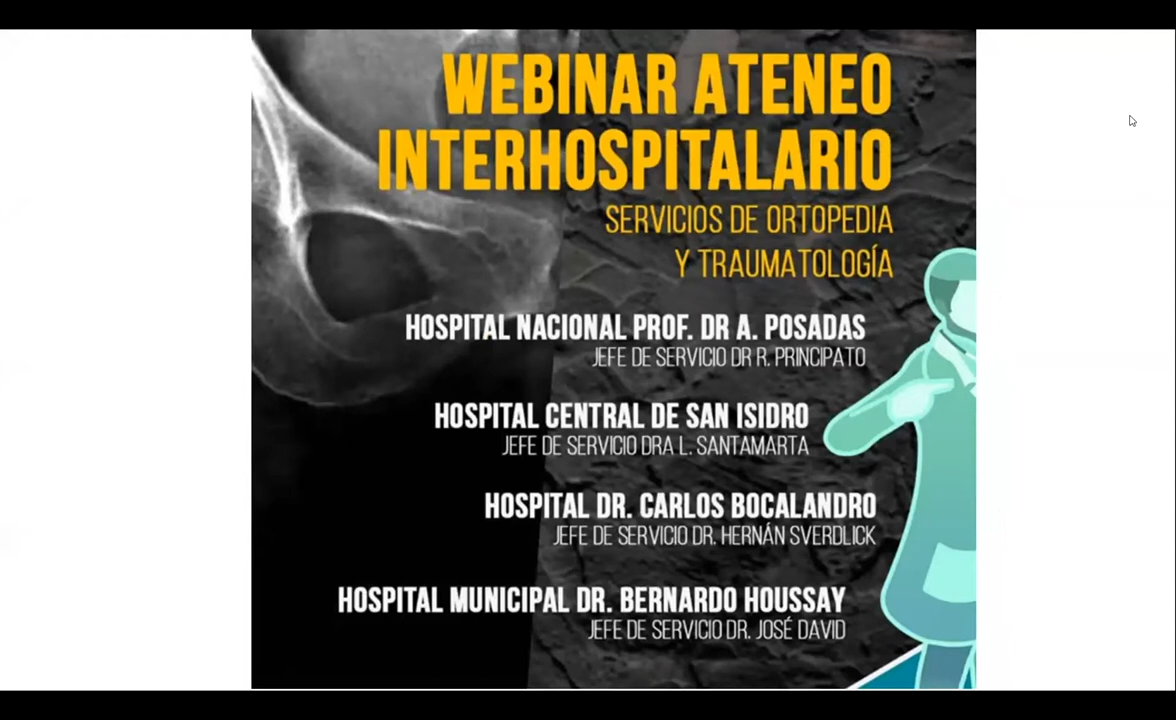 WEBINAR ATENEO
INTERHOSPITALARIO
SERVICIOS DE ORTOPEDIA
Y TRAUMATOLOGÍA
HOSPITAL NACIONAL PROF. DR A. POSADAS
JEFE DE SERVICIO DR R. PRINCIPATO
HOSPITAL CENTRAL DE SAN ISIDRO
JEFE DE SERVICIO DRA L. SANTAMARTA
HOSPITAL DR. CARLOS BOCALANDRO
JEFE DE SERVICIO DR. HERNÁN SVERDLICK
HOSPITAL MUNICIPAL DR. BERNARDO HOUSSAY
JEFE DE SERVICIO DR. JOSÉ DAVID